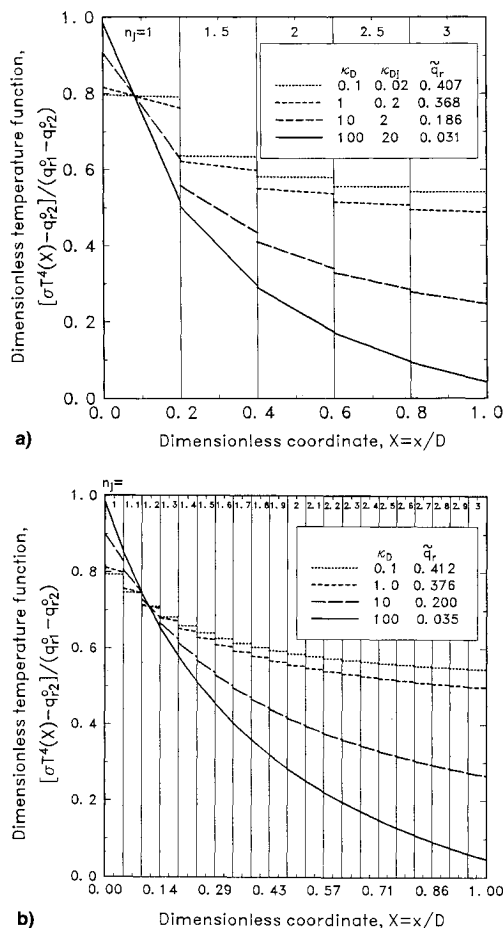 n_J=1 1.5 2 2.5 3
κ_D κ_DJ q̃_r
0.1 0.02 0.407
1 0.2 0.368
10 2 0.186
100 20 0.031
1.0
0.8
0.6
0.4
0.2
0.0
Dimensionless temperature function,
[σT⁴(X)−q°_r2]/(q°_r1−q°_r2)
0.0 0.2 0.4 0.6 0.8 1.0
a)
Dimensionless coordinate, X=x/D
n_J=
1 1.1 1.2 1.3 1.4 1.5 1.6 1.7 1.8 1.9 2 2.1 2.2 2.3 2.4 2.5 2.6 2.7 2.8 2.9 3
κ_D q̃_r
0.1 0.412
1.0 0.376
10 0.200
100 0.035
1.0
0.8
0.6
0.4
0.2
0.0
Dimensionless temperature function,
[σT⁴(X)−q°_r2]/(q°_r1−q°_r2)
0.00 0.14 0.29 0.43 0.57 0.71 0.86 1.00
b)
Dimensionless coordinate, X=x/D